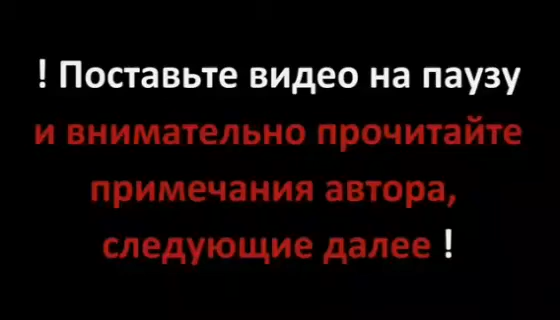 ! Поставьте видео на паузу
и внимательно прочитайте
примечания автора,
следующие далее !